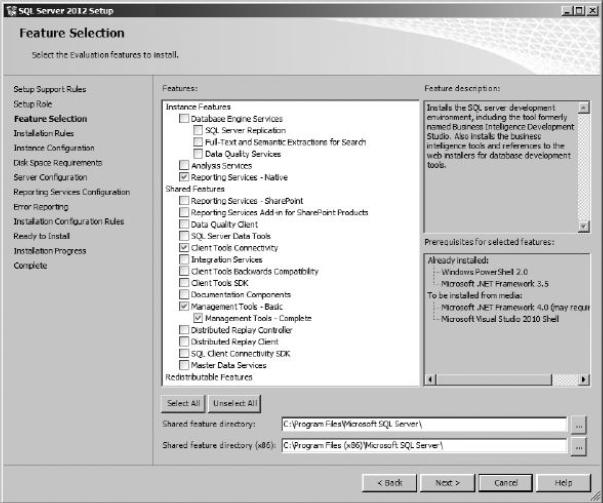 SQL Server 2012 Setup
Feature Selection
Select the Evaluation features to install.
Setup Support Rules
Setup Role
Feature Selection
Installation Rules
Instance Configuration
Disk Space Requirements
Server Configuration
Reporting Services Configuration
Error Reporting
Installation Configuration Rules
Ready to Install
Installation Progress
Complete
Features:
Instance Features
Database Engine Services
SQL Server Replication
Full-Text and Semantic Extractions for Search
Data Quality Services
Analysis Services
Reporting Services - Native
Shared Features
Reporting Services - SharePoint
Reporting Services Add-in for SharePoint Products
Data Quality Client
SQL Server Data Tools
Client Tools Connectivity
Integration Services
Client Tools Backwards Compatibility
Client Tools SDK
Documentation Components
Management Tools - Basic
Management Tools - Complete
Distributed Replay Controller
Distributed Replay Client
SQL Client Connectivity SDK
Master Data Services
Redistributable Features
Feature description:
Installs the SQL server development
environment, including the tool formerly
named Business Intelligence Development
Studio. Also installs the business
intelligence tools and references to the
web installers for database development
tools.
Prerequisites for selected features:
Already installed:
Windows PowerShell 2.0
Microsoft .NET Framework 3.5
To be installed from media:
Microsoft .NET Framework 4.0 (may requir
Microsoft Visual Studio 2010 Shell
Select All
Unselect All
Shared feature directory:
C:\Program Files\Microsoft SQL Server\
...
Shared feature directory (x86):
C:\Program Files (x86)\Microsoft SQL Server\
...
< Back
Next >
Cancel
Help